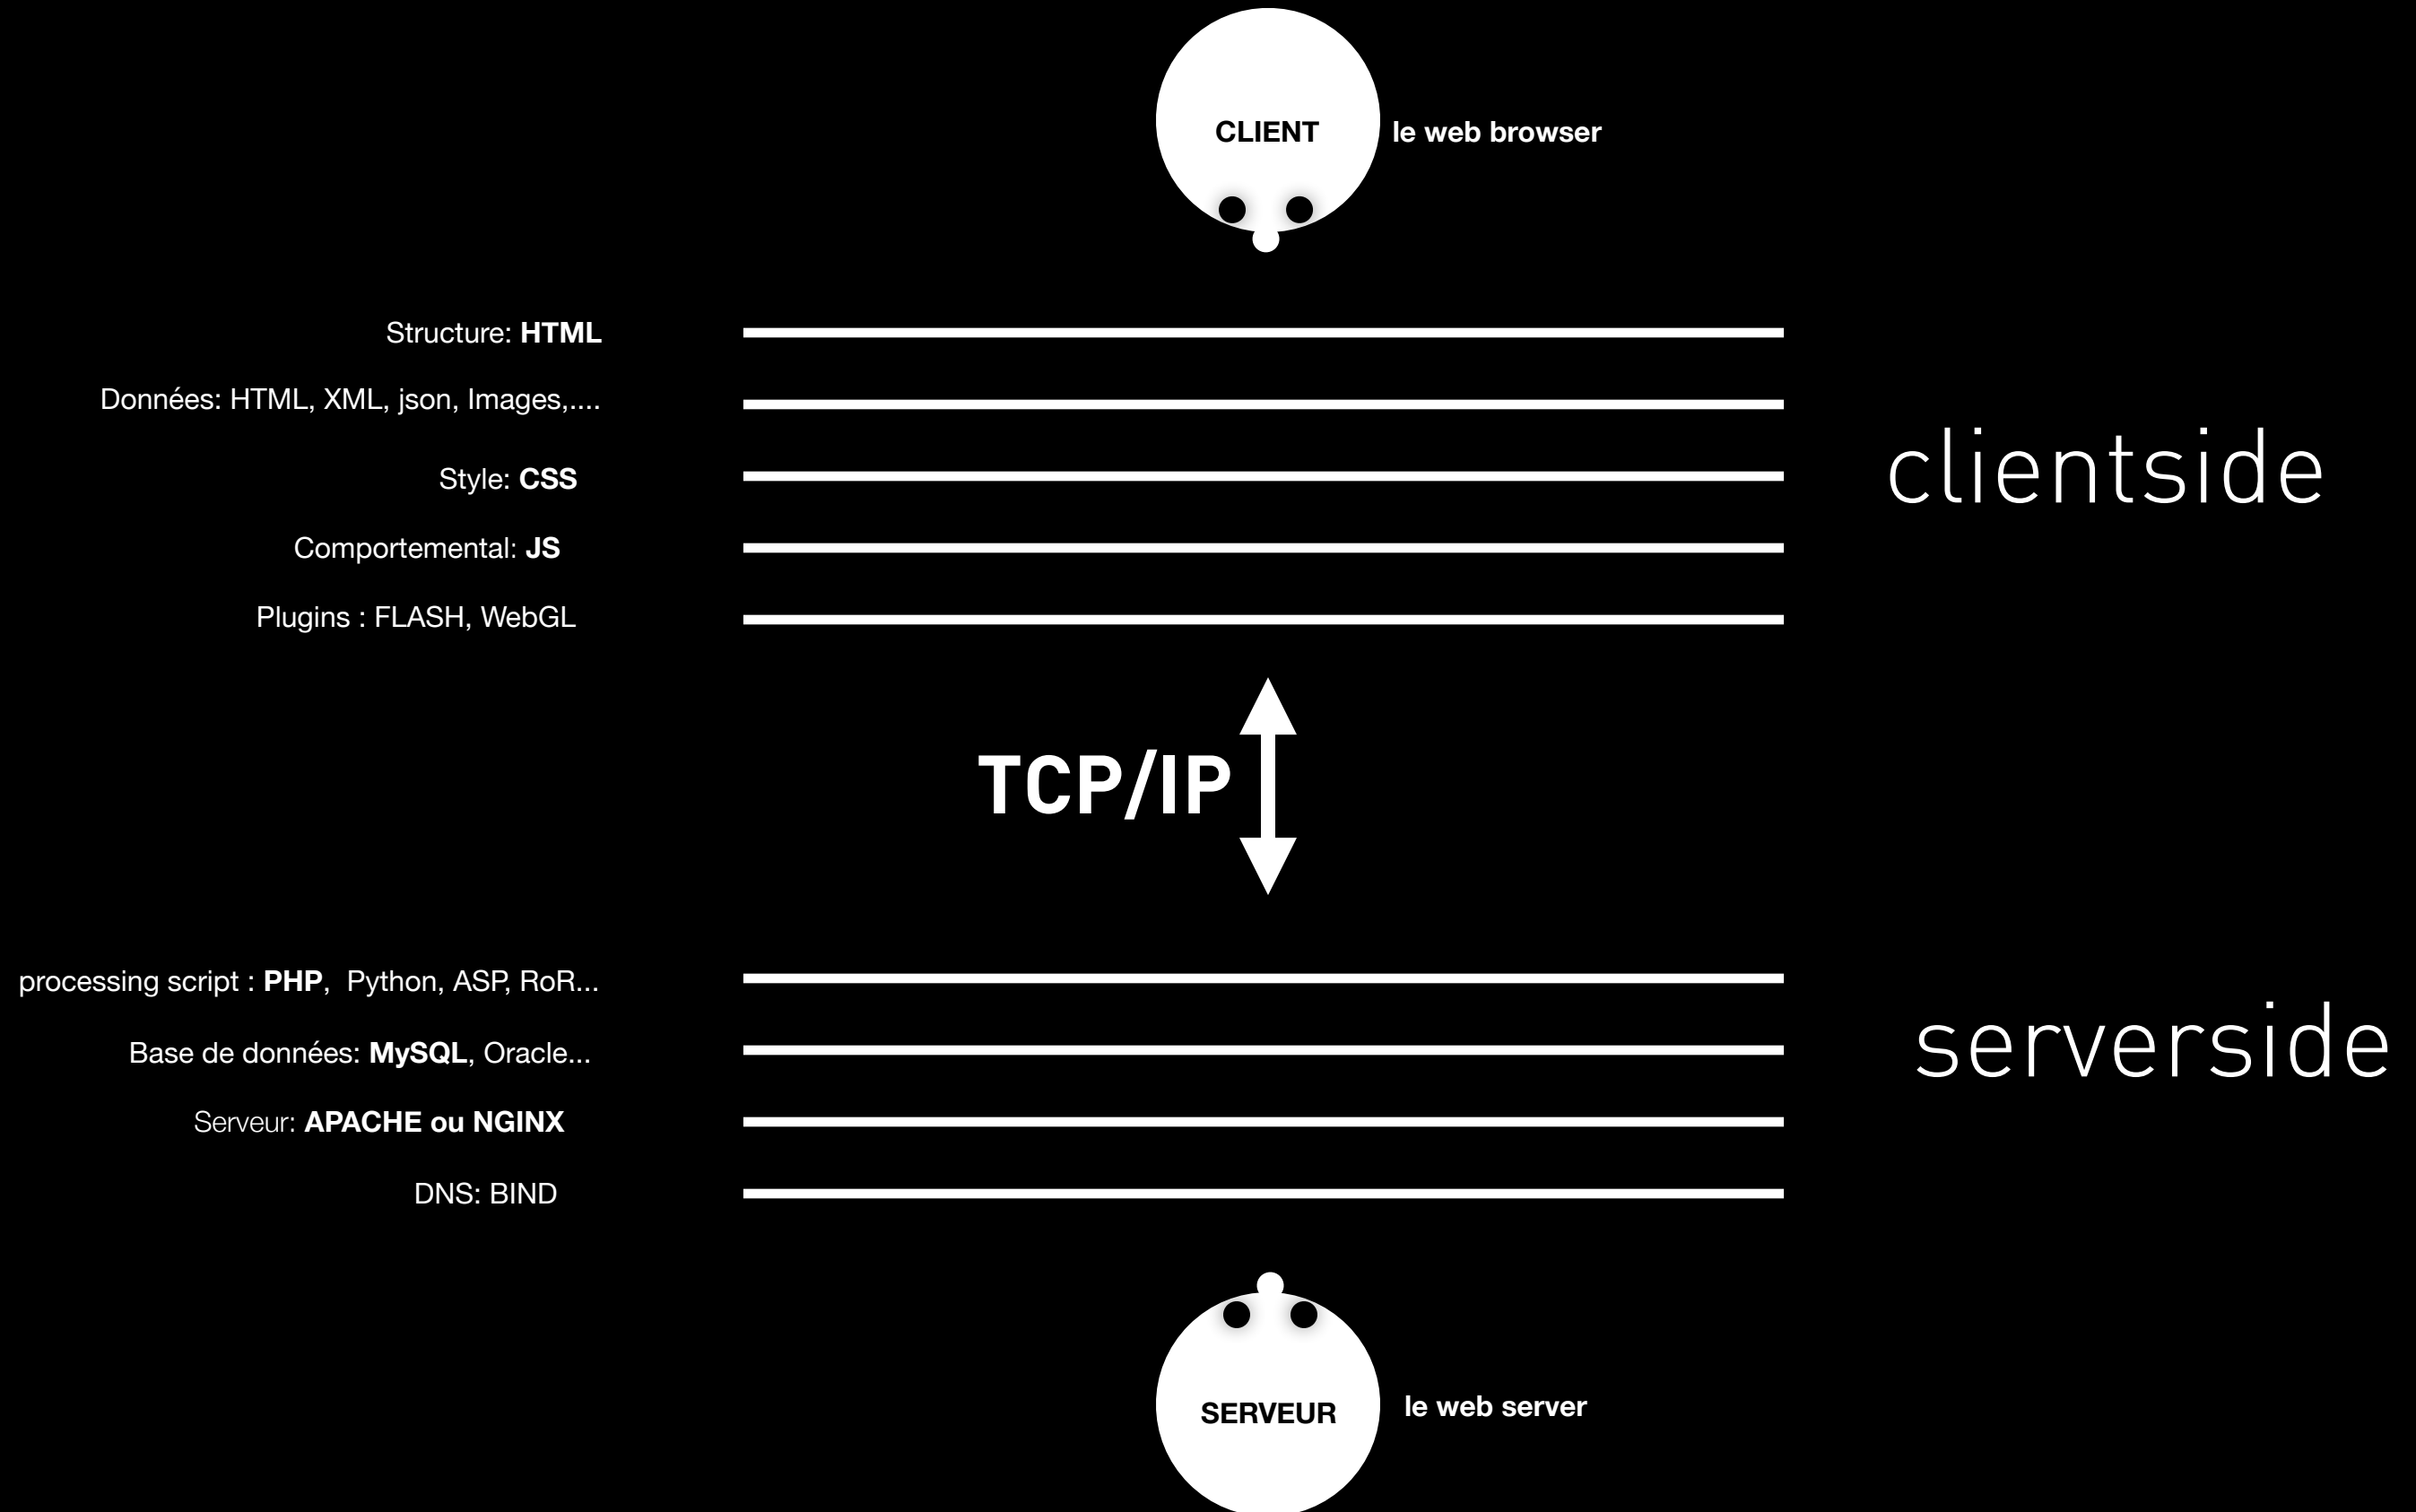 CLIENT
le web browser
Structure: HTML
Données: HTML, XML, json, Images,....
Style: CSS
Comportemental: JS
Plugins : FLASH, WebGL
clientside
TCP/IP
processing script : PHP,  Python, ASP, RoR...
Base de données: MySQL, Oracle...
Serveur: APACHE ou NGINX
DNS: BIND
serverside
SERVEUR
le web server